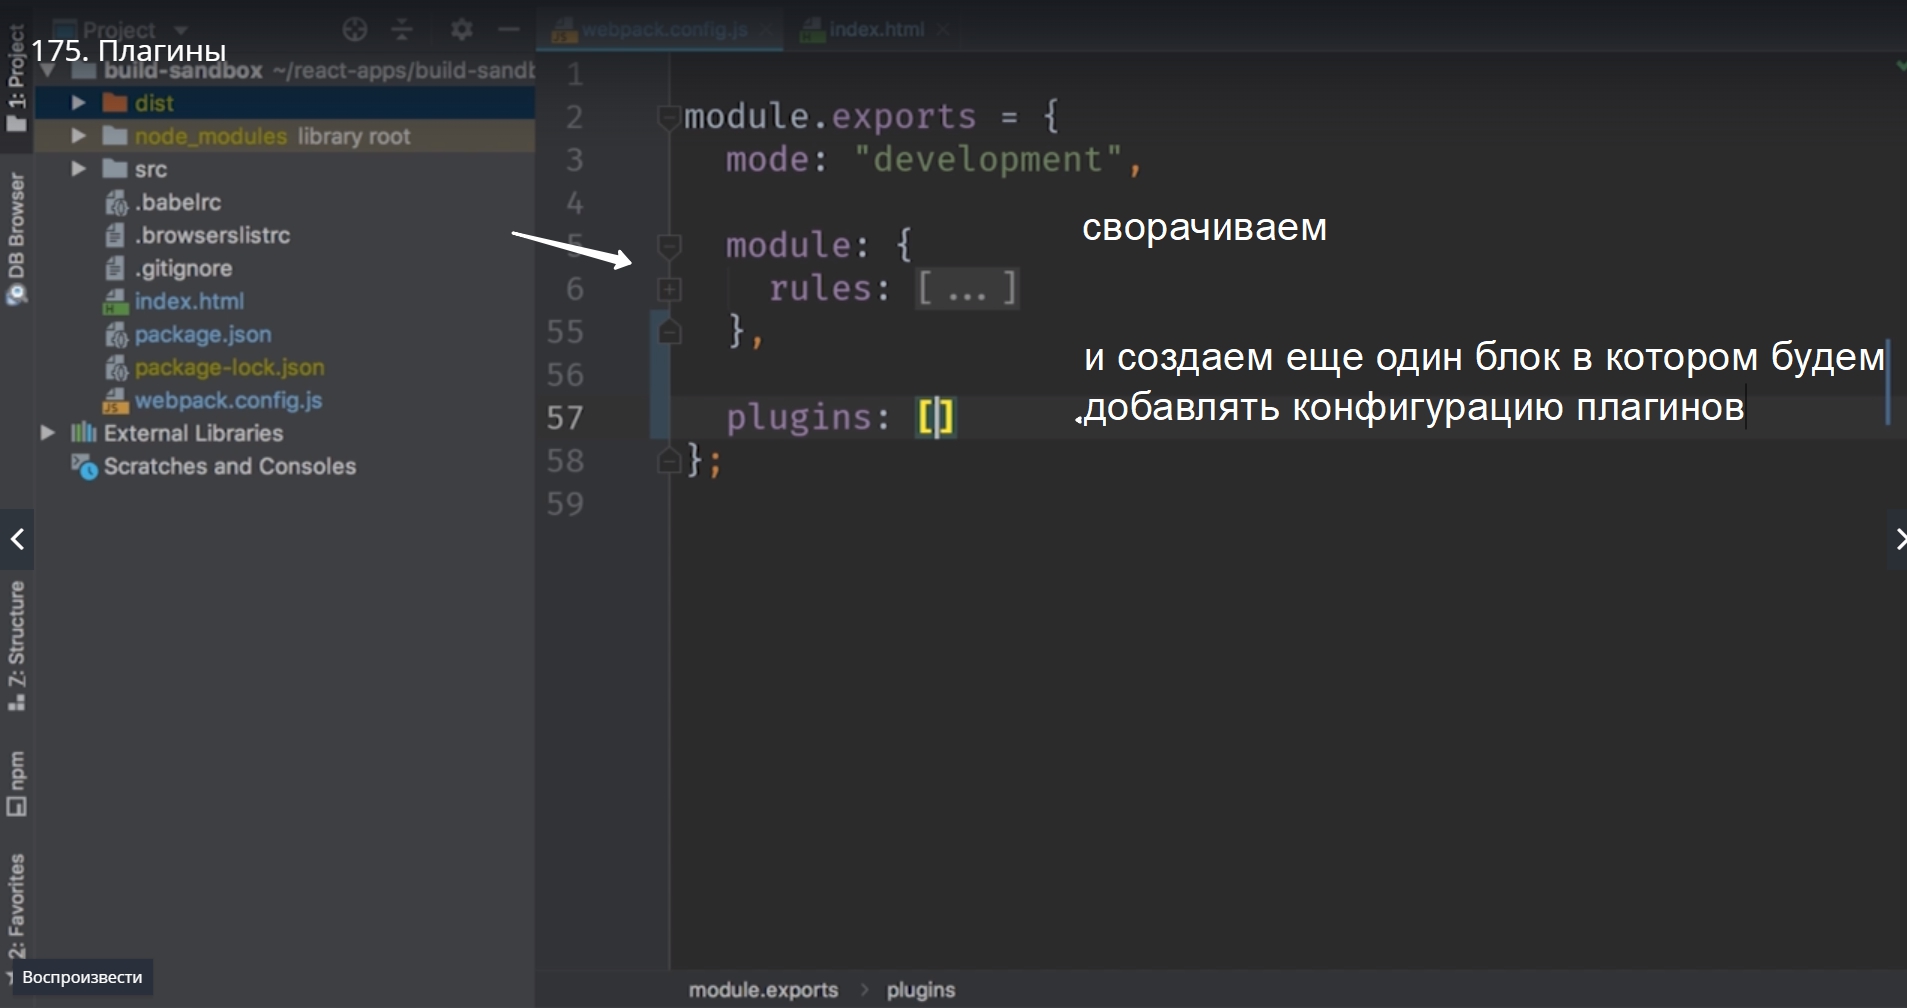 Project
webpack.config.js
index.html
175. Плагины
1: Project
build-sandbox ~/react-apps/build-sandb
dist
node_modules library root
src
.babelrc
.browserslistrc
.gitignore
index.html
package.json
package-lock.json
webpack.config.js
External Libraries
Scratches and Consoles
DB Browser
Z: Structure
npm
2: Favorites
Воспроизвести
1
2 module.exports = {
3 mode: "development",
4
5 module: {
6 rules: [ ... ]
55 },
56
57 plugins: []
58 };
59
сворачиваем
и создаем еще один блок в котором будем
добавлять конфигурацию плагинов
module.exports > plugins